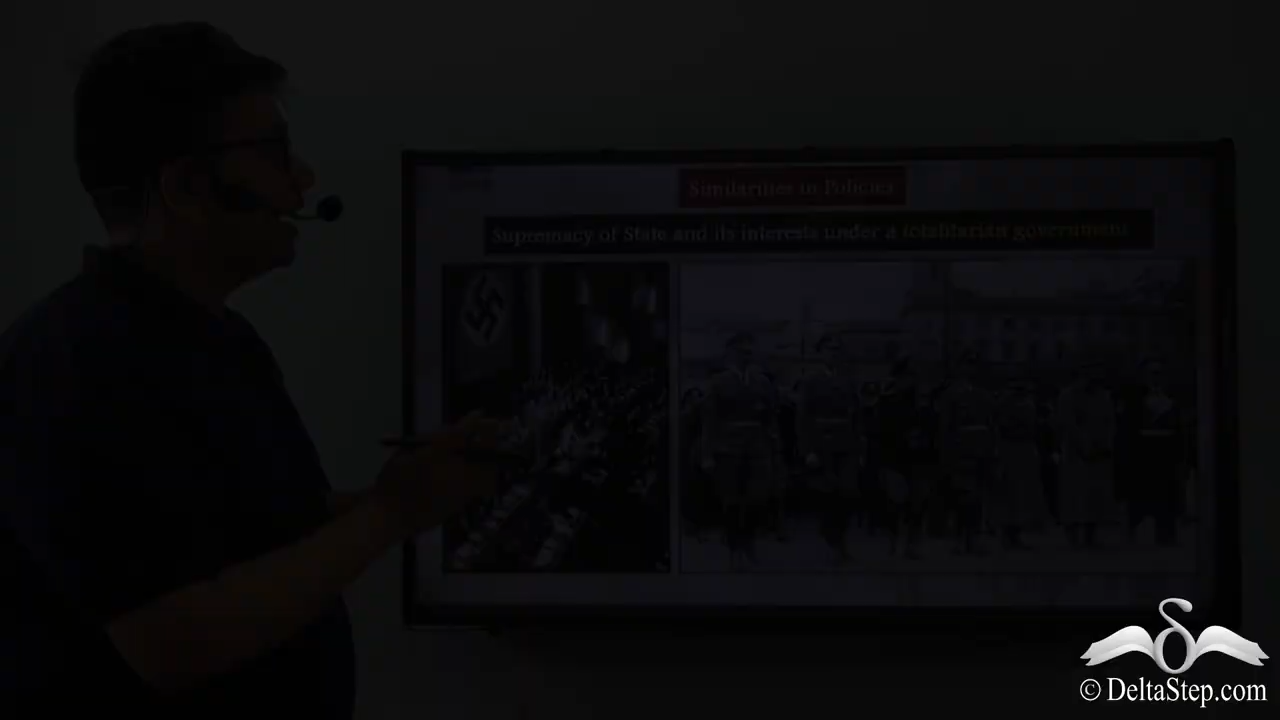 Similarities in Policies
Supremacy of State and its interests under a totalitarian government
© DeltaStep.com